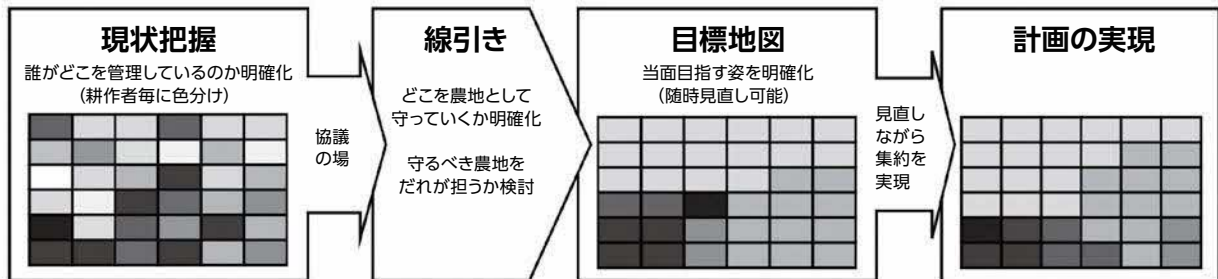 現状把握
誰がどこを管理しているのか明確化
（耕作者毎に色分け）
協議
の場
線引き
どこを農地として
守っていくか明確化
守るべき農地を
だれが担うか検討
目標地図
当面目指す姿を明確化
（随時見直し可能）
見直し
ながら
集約を
実現
計画の実現